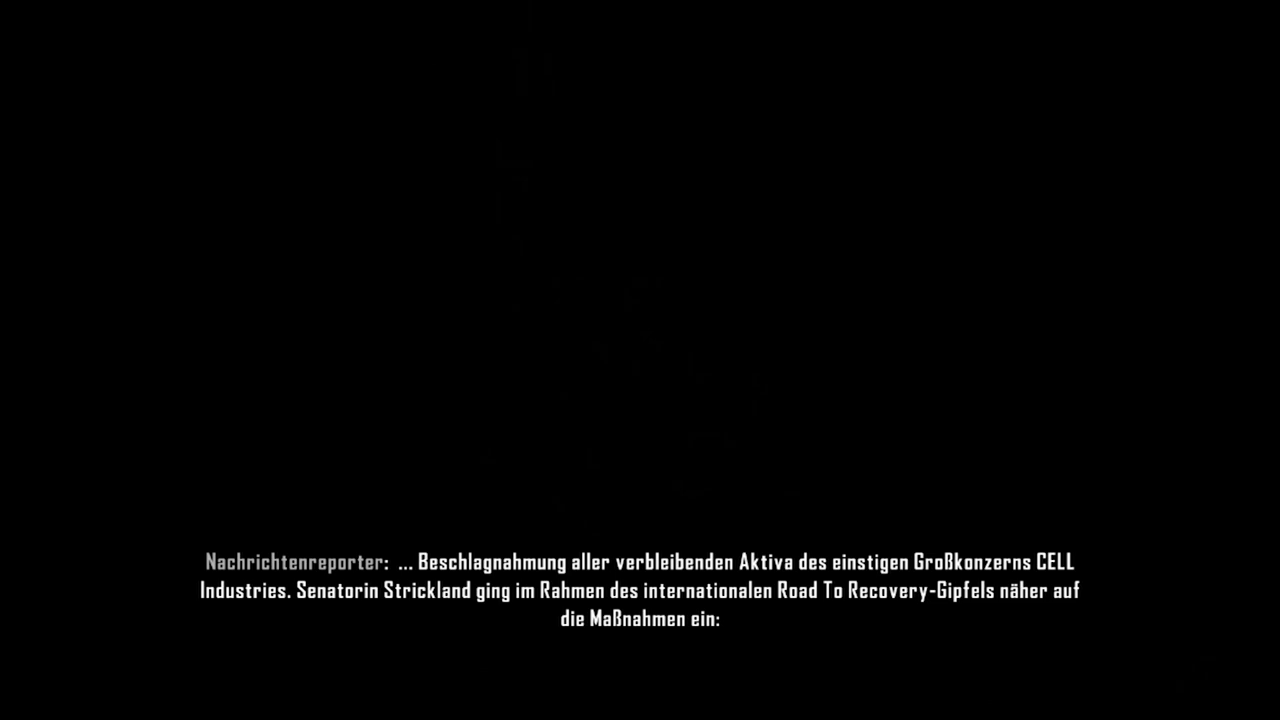 Nachrichtenreporter: ... Beschlagnahmung aller verbleibenden Aktiva des einstigen Großkonzerns CELL
Industries. Senatorin Strickland ging im Rahmen des internationalen Road To Recovery-Gipfels näher auf
die Maßnahmen ein: